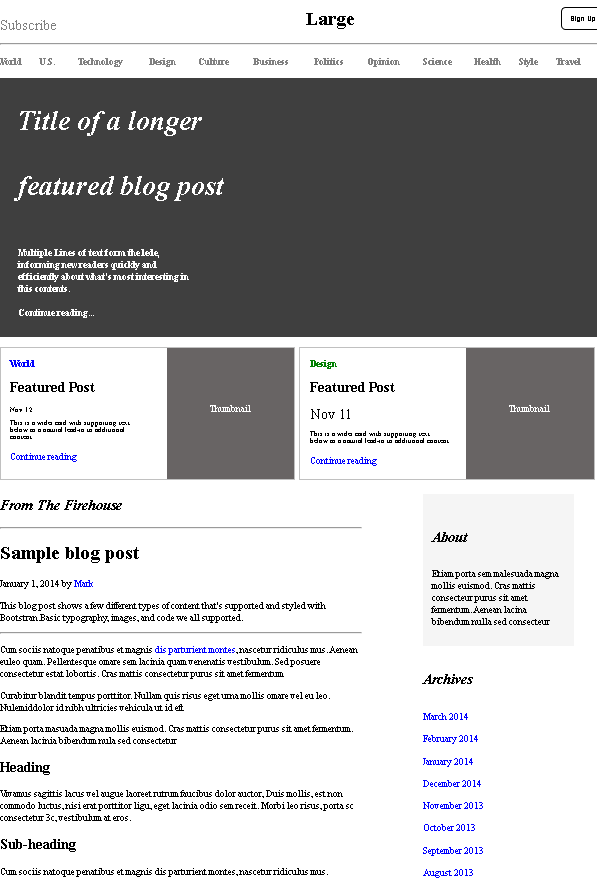 Subscribe
Large
Sign Up
World U.S. Technology Design Culture Business Politics Opinion Science Health Style Travel
Title of a longer
featured blog post
Multiple Lines of text form the lede,
informing new readers quickly and
efficiently about what's most interesting in
this contents.
Continue reading...
World
Featured Post
Nov 12
This is a wider card with supporting text
below as a natural lead-in to additional
content
Continue reading
Thumbnail
Design
Featured Post
Nov 11
This is a wider card with supporting text
below as a natural lead-in to additional content
Continue reading
Thumbnail
From The Firehouse
Sample blog post
January 1, 2014 by Mark
This blog post shows a few different types of content that's supported and styled with
Bootstran.Basic typography, images, and code we all supported.
Cum sociis natoque penatibus et magnis dis parturient montes, nascetur ridiculus mus. Aenean
euleo quam. Pellentesque ornare sem lacinia quam venenatis vestibulum. Sed posuere
consectetur estat lobortis. Cras mattis consectetur purus sit amet fermentum
Curabitur blandit tempus porttitor. Nullam quis risus eget urna mollis ornare vel eu leo.
Nulemiddolor id nibh ultricies vehicula ut id eft
Etiam porta masuada magna mollis euismod. Cras mattis consectetur purus sit amet fermentum.
Aenean lacinia bibendum nula sed consectetur
Heading
Vivamus sagittis lacus vel augue laoreet rutrum faucibus dolor auctor, Duis mollis, est non
commodo luctus, nisi erat porttitor ligu, eget lacinia odio sem receit. Morbi leo risus, porta sc
consectetur 3c, vestibulum at eros.
Sub-heading
Cum sociis natoque penatibus et magnis dis parturient montes, nascetur ridiculus mus.
About
Etiam porta sem malesuada magna
mollis euismod. Cras mattis
consectetur purus sit amet
fermentum. Aenean lacina
bibendum nulla sed consectetur
Archives
March 2014
February 2014
January 2014
December 2014
November 2013
October 2013
September 2013
August 2013